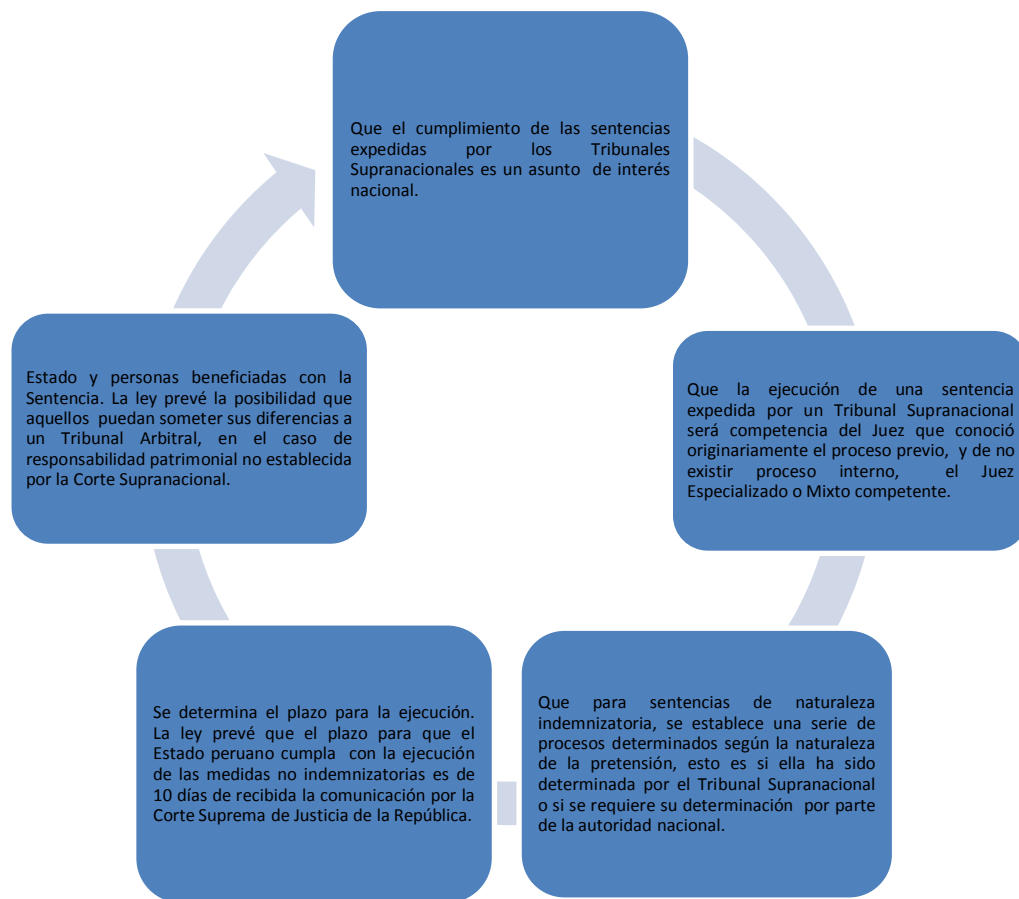 Que el cumplimiento de las sentencias
expedidas por los Tribunales
Supranacionales es un asunto de interés
nacional.
Que la ejecución de una sentencia
expedida por un Tribunal Supranacional
será competencia del Juez que conoció
originariamente el proceso previo, y de no
existir proceso interno, el Juez
Especializado o Mixto competente.
Que para sentencias de naturaleza
indemnizatoria, se establece una serie de
procesos determinados según la naturaleza
de la pretensión, esto es si ella ha sido
determinada por el Tribunal Supranacional
o si se requiere su determinación por parte
de la autoridad nacional.
Se determina el plazo para la ejecución.
La ley prevé que el plazo para que el
Estado peruano cumpla con la ejecución
de las medidas no indemnizatorias es de
10 días de recibida la comunicación por la
Corte Suprema de Justicia de la República.
Estado y personas beneficiadas con la
Sentencia. La ley prevé la posibilidad que
aquellos puedan someter sus diferencias a
un Tribunal Arbitral, en el caso de
responsabilidad patrimonial no establecida
por la Corte Supranacional.